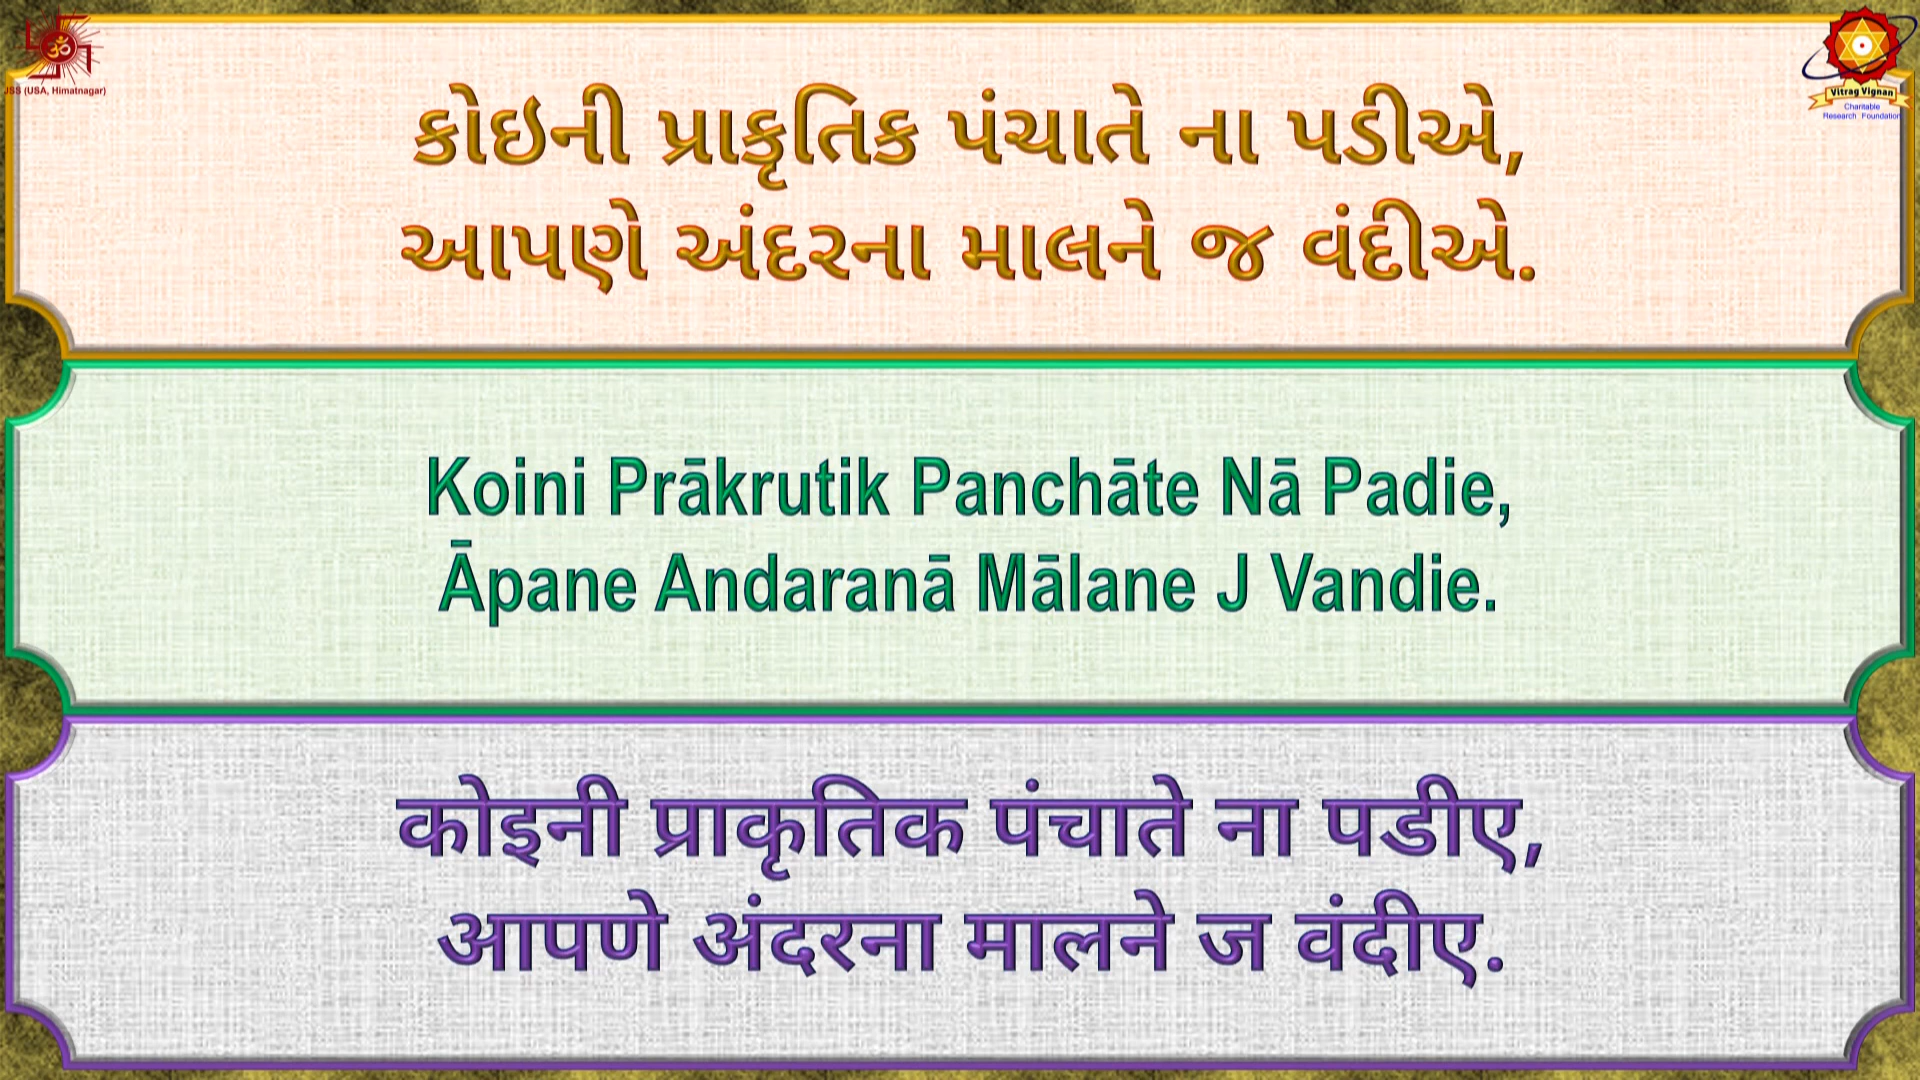 ॐ
JSS (USA, Himatnagar)
Vitrag Vignan
Charitable
Research Foundation
કોઇની પ્રાકૃતિક પંચાતે ના પડીએ,
આપણે અંદરના માલને જ વંદીએ.
Koini Prākrutik Panchāte Nā Padie,
Āpane Andaranā Mālane J Vandie.
कोइनी प्राकृतिक पंचाते ना पडीए,
आपणे अंदरना मालने ज वंदीए.